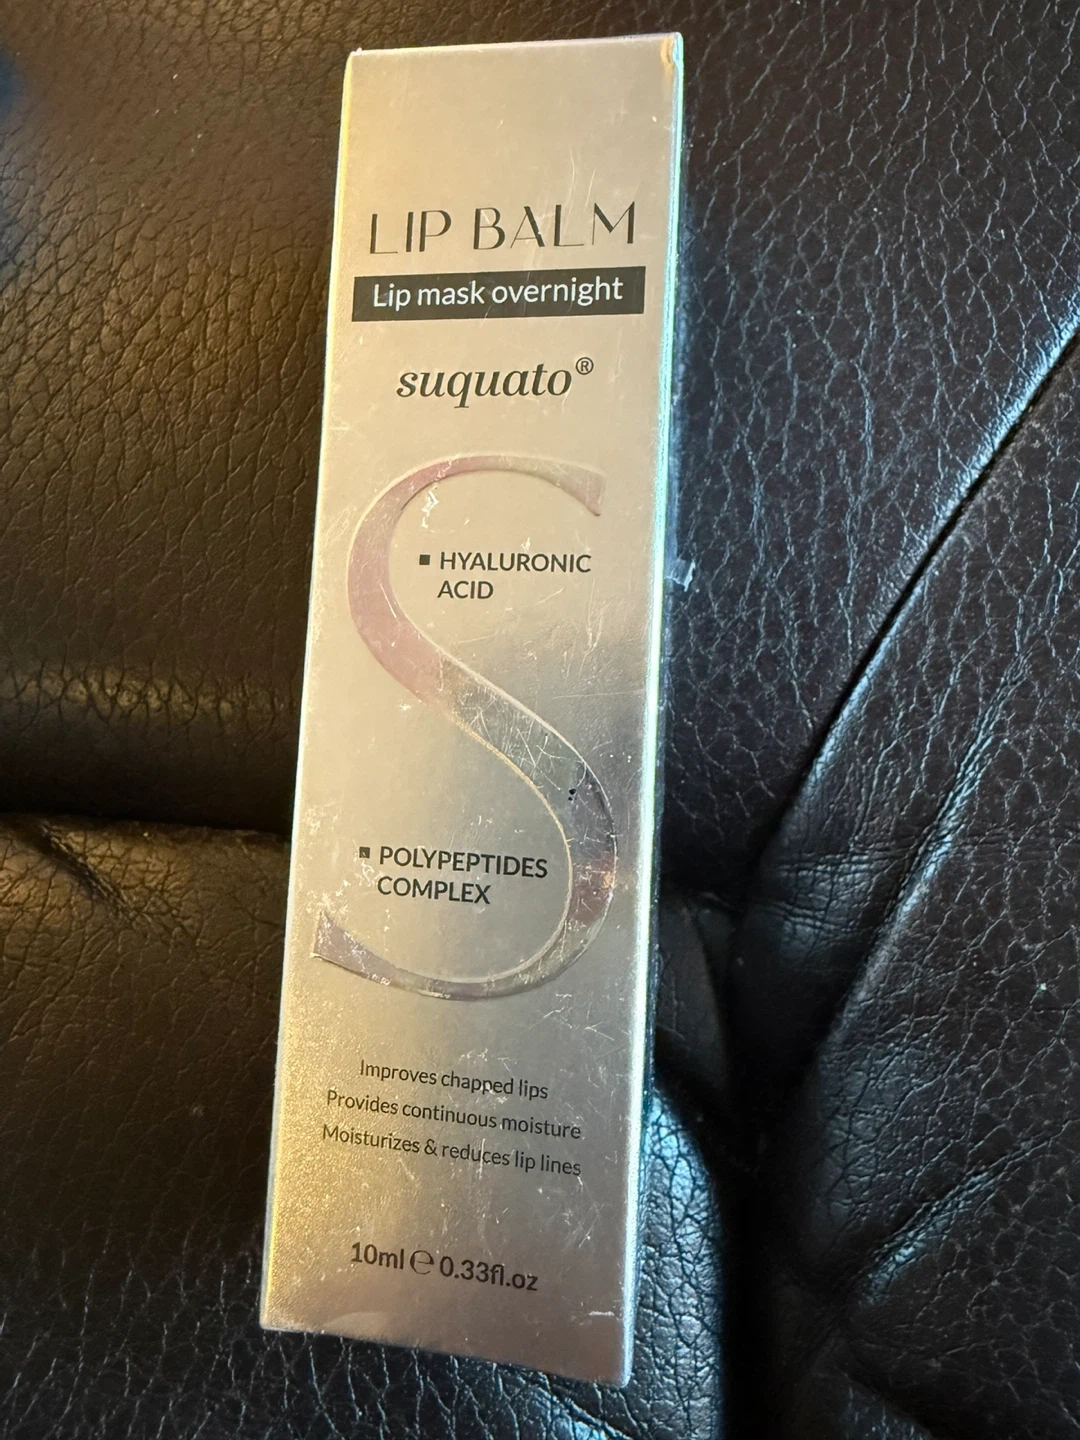 LIP BALM
Lip mask overnight
suquato®
▪ HYALURONIC
ACID
▪ POLYPEPTIDES
COMPLEX
S
Improves chapped lips
Provides continuous moisture
Moisturizes & reduces lip lines
10ml ℮ 0.33fl.oz